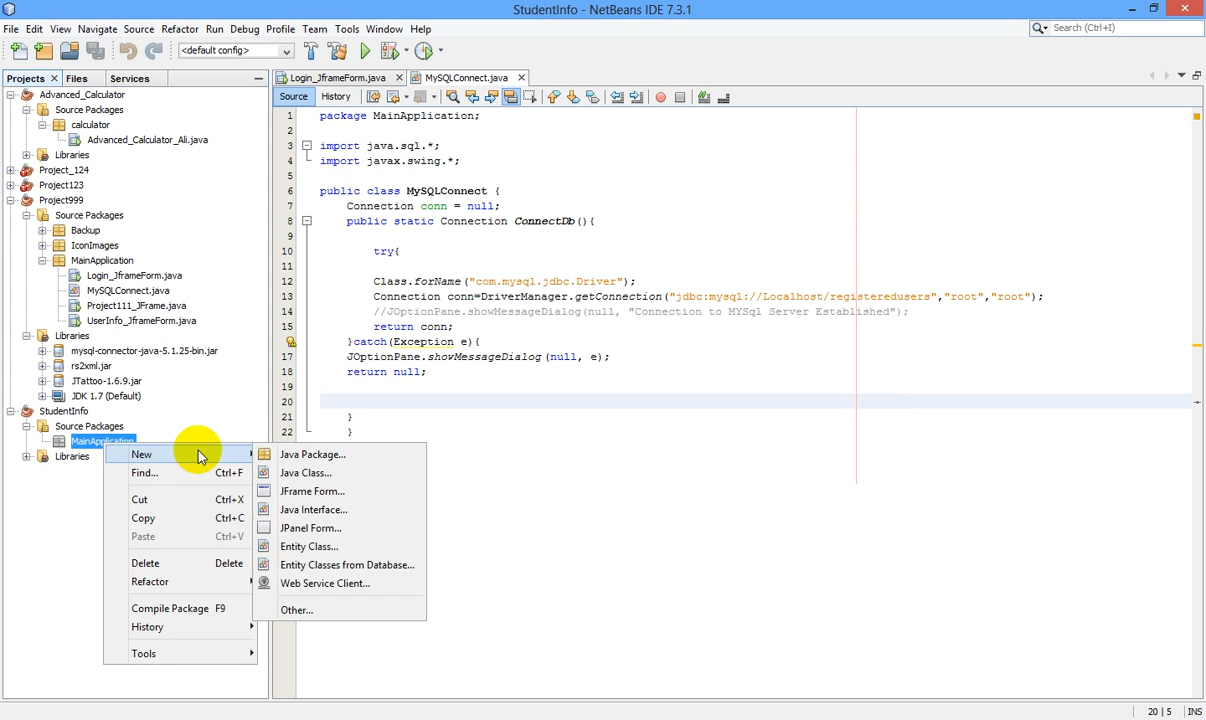 StudentInfo - NetBeans IDE 7.3.1
File Edit View Navigate Source Refactor Run Debug Profile Team Tools Window Help
Search (Ctrl+I)
<default config>
Projects Files Services
Login_JframeForm.java MySQLConnect.java
Source History
Advanced_Calculator
Source Packages
calculator
Advanced_Calculator_Ali.java
Libraries
Project_124
Project123
Project999
Source Packages
Backup
IconImages
MainApplication
Login_JframeForm.java
MySQLConnect.java
Project111_JFrame.java
UserInfo_JframeForm.java
Libraries
mysql-connector-java-5.1.25-bin.jar
rs2xml.jar
JTattoo-1.6.9.jar
JDK 1.7 (Default)
StudentInfo
Source Packages
MainApplication
Libraries
1 package MainApplication;
2
3 import java.sql.*;
4 import javax.swing.*;
5
6 public class MySQLConnect {
7 Connection conn = null;
8 public static Connection ConnectDb(){
9
10 try{
11
12 Class.forName("com.mysql.jdbc.Driver");
13 Connection conn=DriverManager.getConnection("jdbc:mysql://Localhost/registeredusers","root","root");
14 //JOptionPane.showMessageDialog(null, "Connection to MYSql Server Established");
15 return conn;
}catch(Exception e){
17 JOptionPane.showMessageDialog(null, e);
18 return null;
19
20
21 }
22 }
New
Find... Ctrl+F
Cut Ctrl+X
Copy Ctrl+C
Paste Ctrl+V
Delete Delete
Refactor
Compile Package F9
History
Tools
Java Package...
Java Class...
JFrame Form...
Java Interface...
JPanel Form...
Entity Class...
Entity Classes from Database...
Web Service Client...
Other...
20 | 5 INS